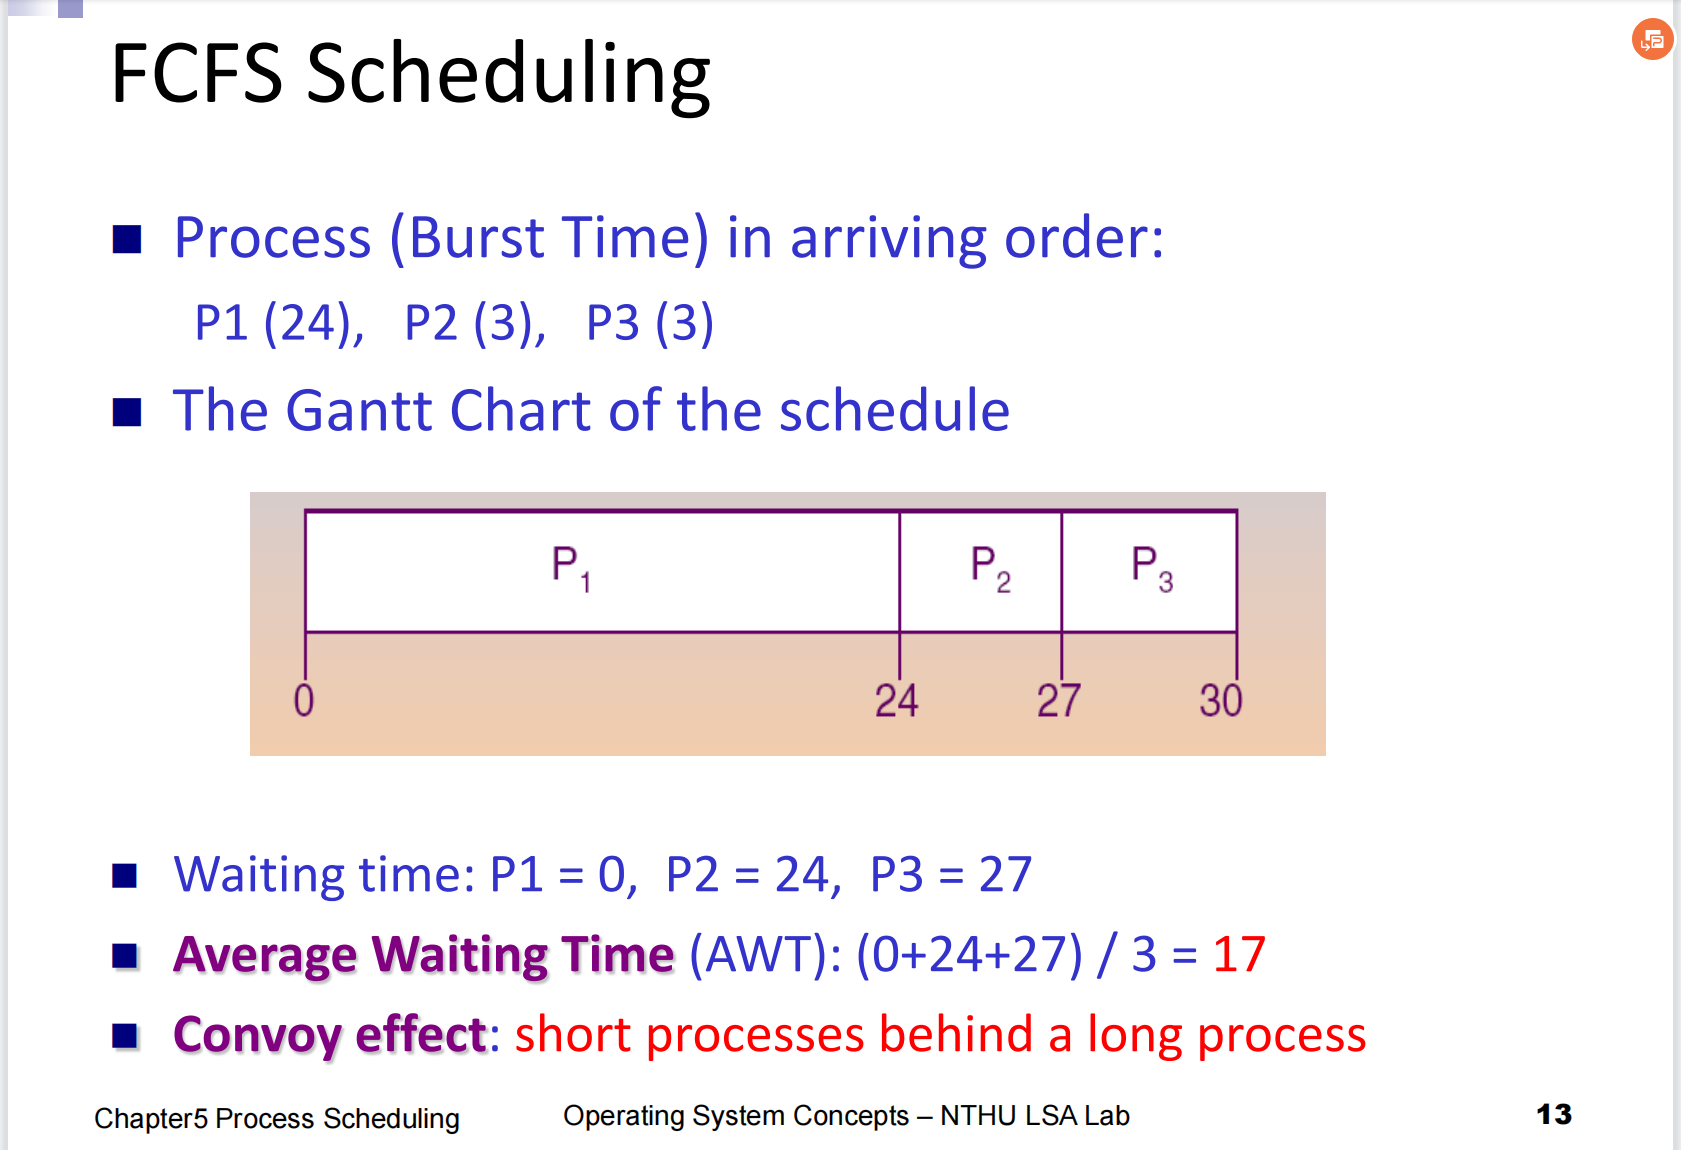 FCFS Scheduling
Process (Burst Time) in arriving order:
P1 (24), P2 (3), P3 (3)
The Gantt Chart of the schedule
P1 P2 P3
0 24 27 30
Waiting time: P1 = 0, P2 = 24, P3 = 27
Average Waiting Time (AWT): (0+24+27) / 3 = 17
Convoy effect: short processes behind a long process
Chapter5 Process Scheduling Operating System Concepts – NTHU LSA Lab 13